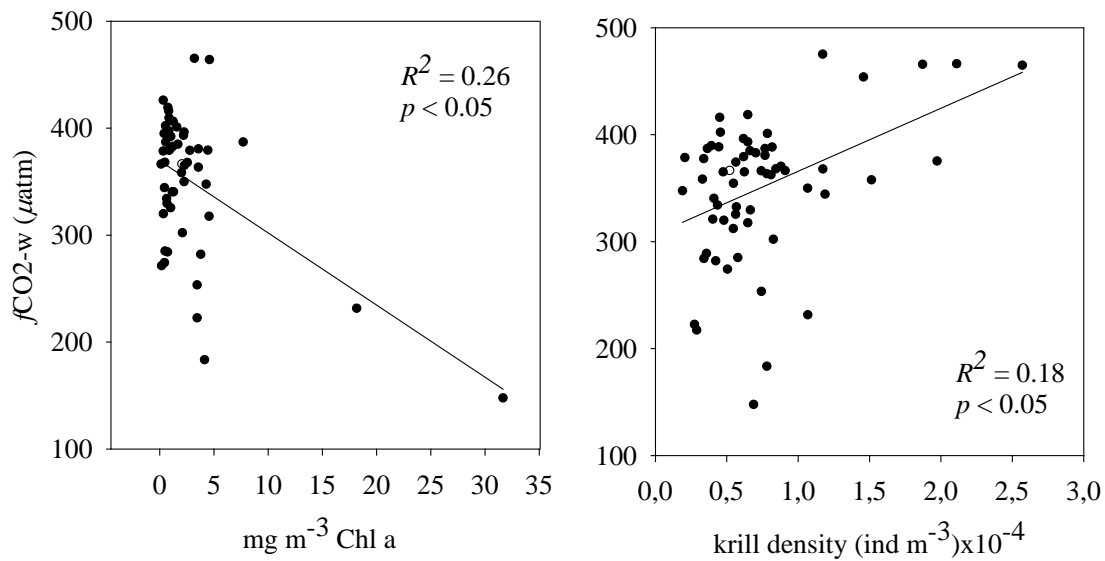 500
400
300
200
100
fCO2-w (µatm)
R² = 0.26
p < 0.05
0 5 10 15 20 25 30 35
mg m⁻³ Chl a
500
400
300
200
100
R² = 0.18
p < 0.05
0,0 0,5 1,0 1,5 2,0 2,5 3,0
krill density (ind m⁻³)x10⁻⁴